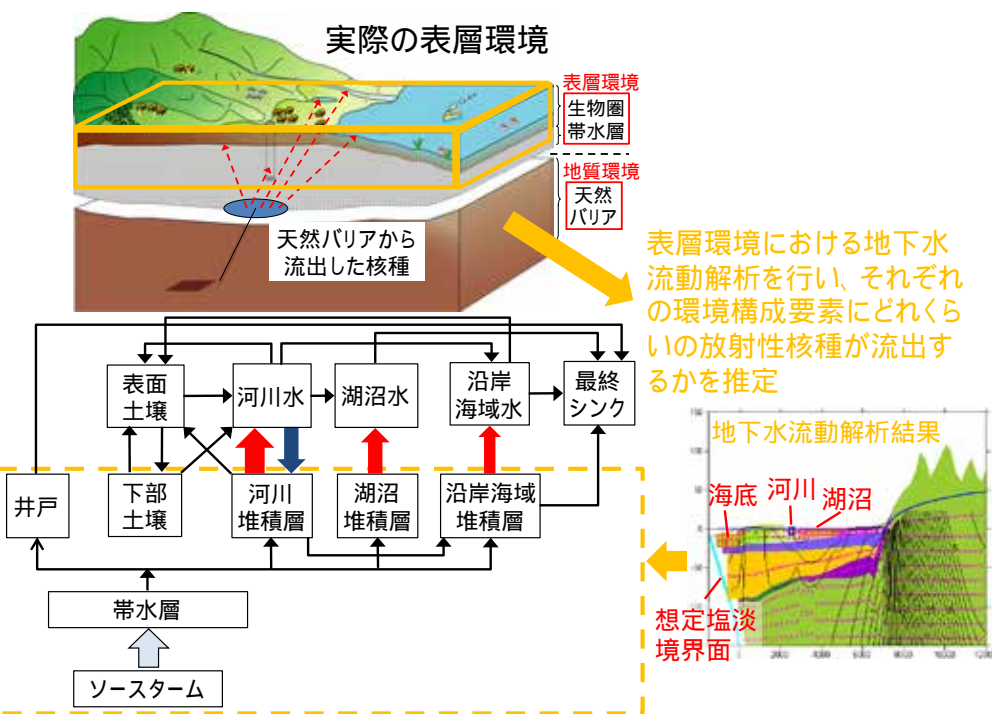 実際の表層環境
表層環境
生物圏
帯水層
地質環境
天然
バリア
天然バリアから
流出した核種
表層環境における地下水
流動解析を行い、それぞれ
の環境構成要素にどれくら
いの放射性核種が流出す
るかを推定
表面
土壌
河川水
湖沼水
沿岸
海域水
最終
シンク
井戸
下部
土壌
河川
堆積層
湖沼
堆積層
沿岸海域
堆積層
帯水層
ソースターム
地下水流動解析結果
海底
河川
湖沼
想定塩淡
境界面